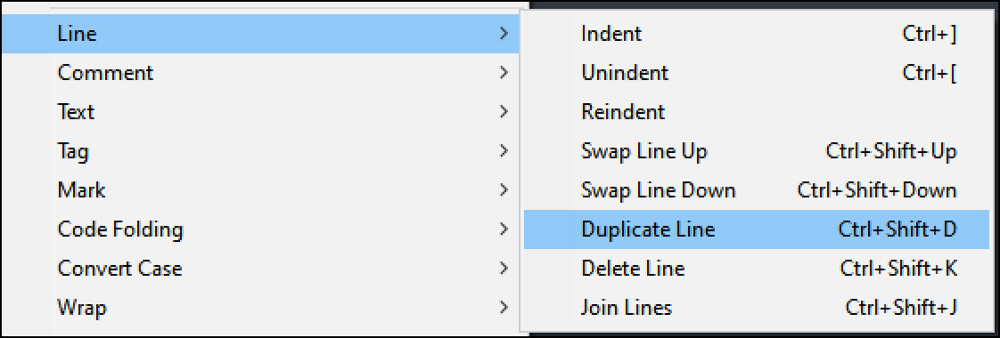 Line
Comment
Text
Tag
Mark
Code Folding
Convert Case
Wrap
Indent Ctrl+]
Unindent Ctrl+[
Reindent
Swap Line Up Ctrl+Shift+Up
Swap Line Down Ctrl+Shift+Down
Duplicate Line Ctrl+Shift+D
Delete Line Ctrl+Shift+K
Join Lines Ctrl+Shift+J